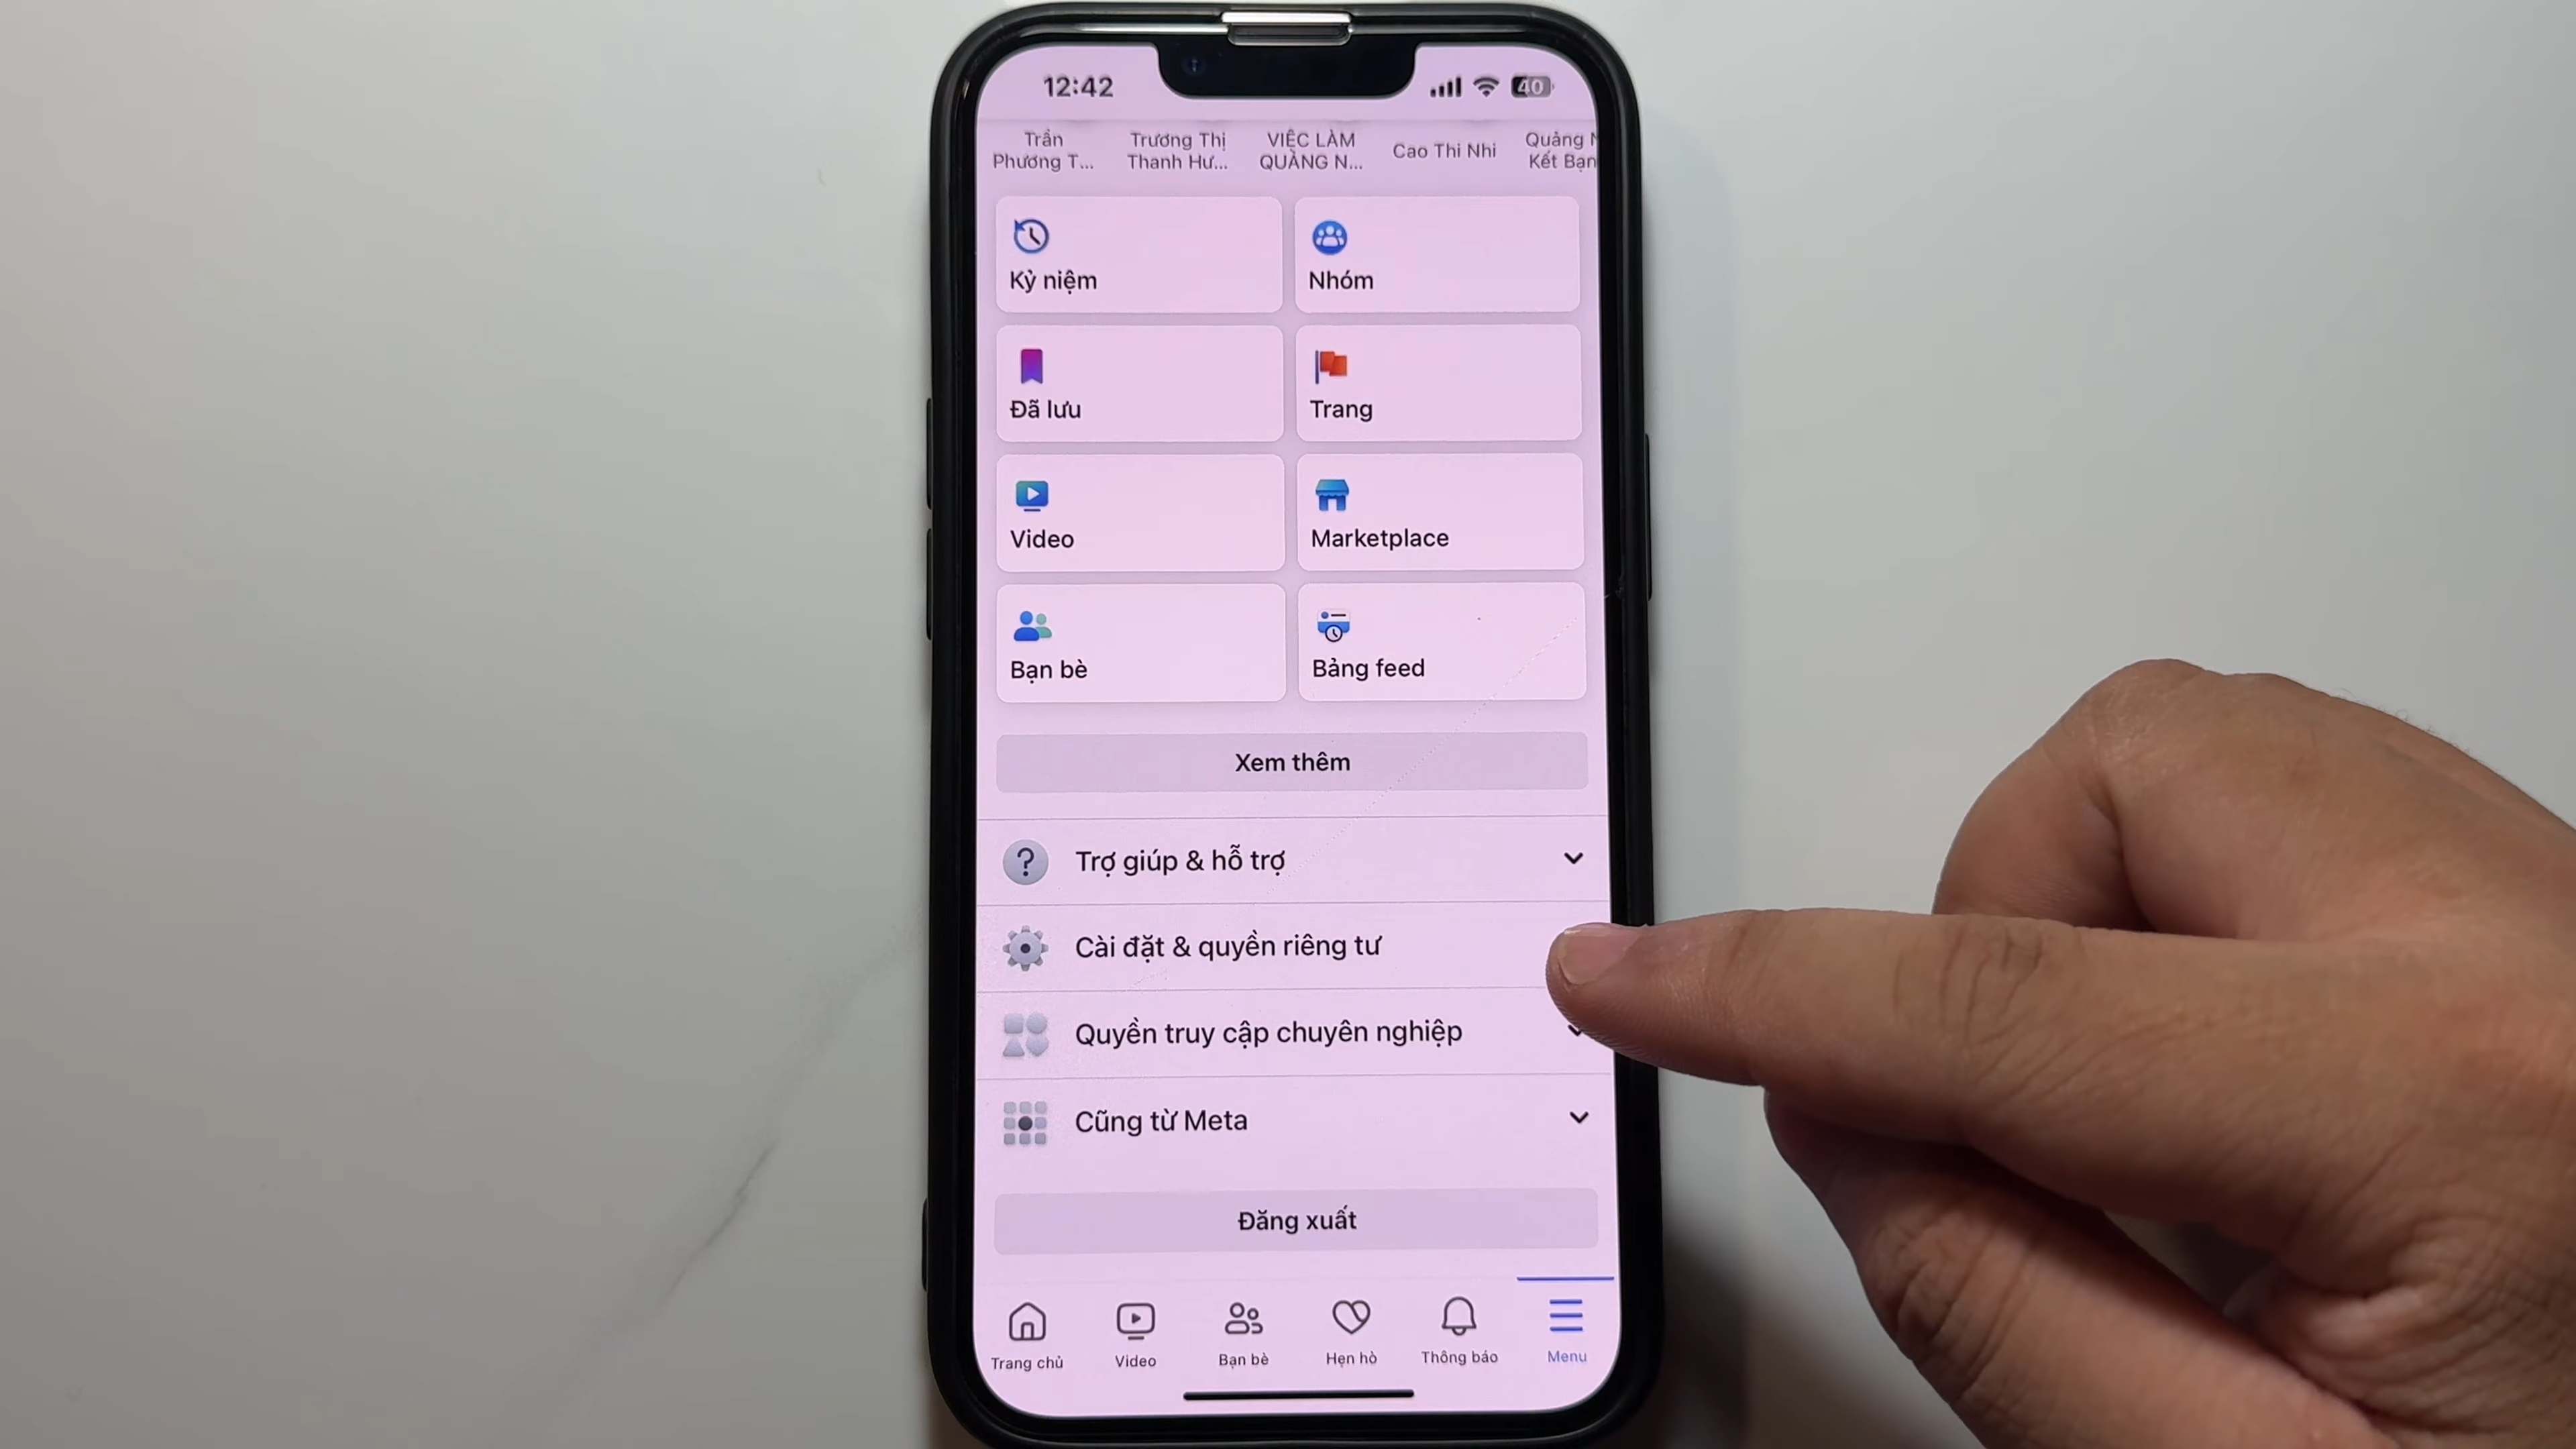 12:42
40
Trần
Phương T...
Trương Thị
Thanh Hư...
VIỆC LÀM
QUẢNG N...
Cao Thi Nhi
Quảng N
Kết Bạn
Kỷ niệm
Nhóm
Đã lưu
Trang
Video
Marketplace
Bạn bè
Bảng feed
Xem thêm
Trợ giúp & hỗ trợ
Cài đặt & quyền riêng tư
Quyền truy cập chuyên nghiệp
Cũng từ Meta
Đăng xuất
Trang chủ
Video
Bạn bè
Hẹn hò
Thông báo
Menu